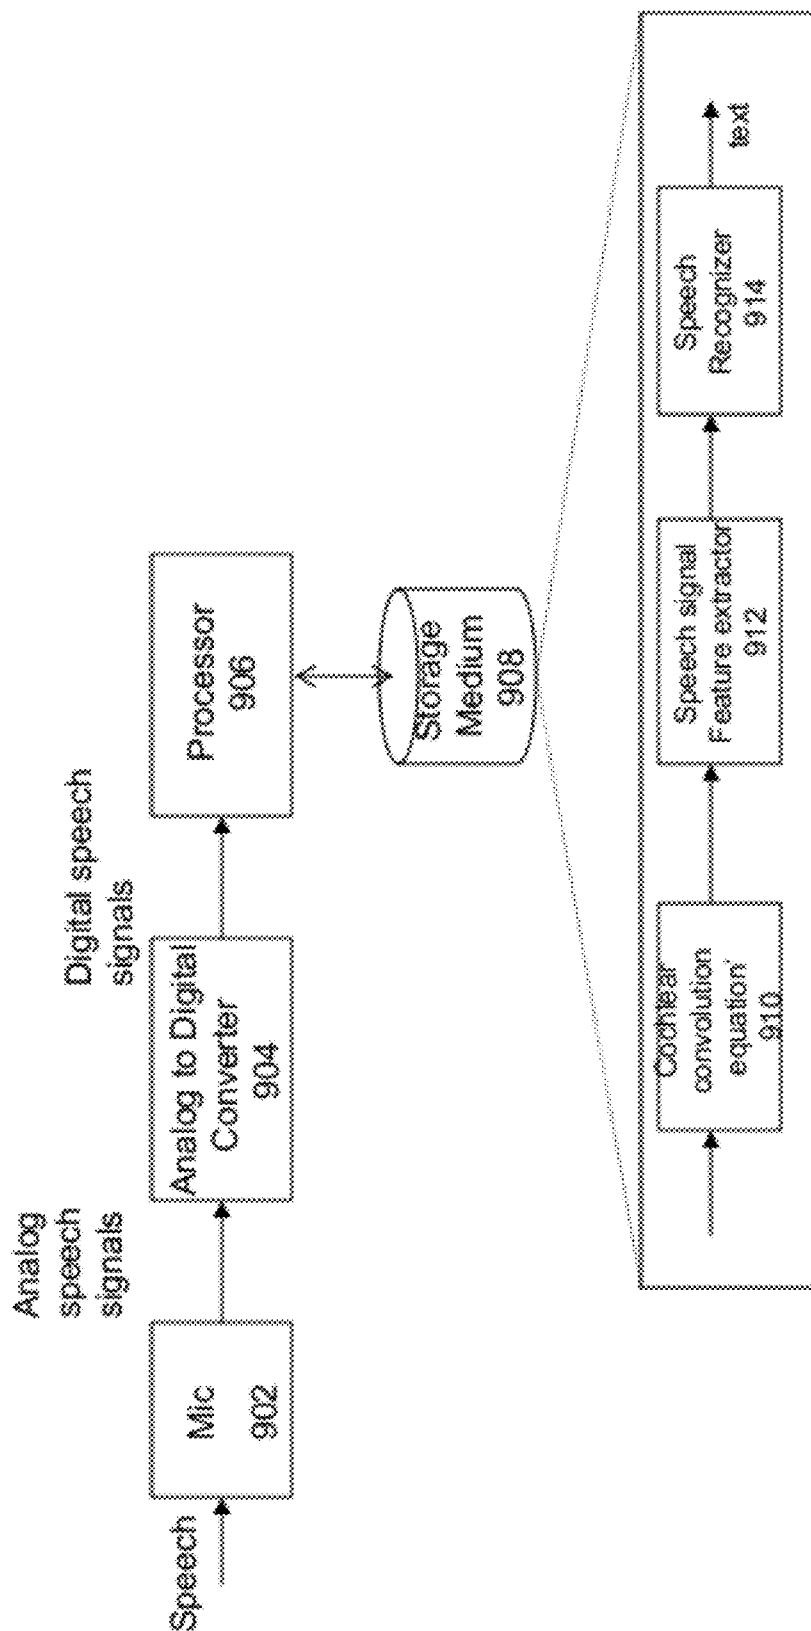 Speech
Mic
902
Analog
speech
signals
Analog to Digital
Converter
904
Digital speech
signals
Processor
906
Storage
Medium
908
Cochlear
convolution
equation'
910
Speech signal
Feature extractor
912
Speech
Recognizer
914
text